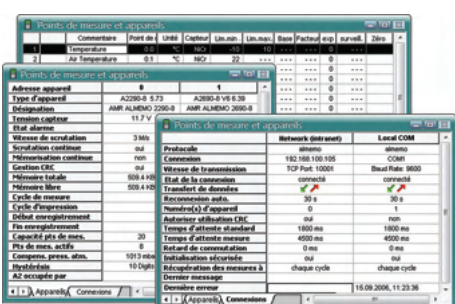 Points de mesure et appareils
Commentaire Point de Unité Capteur Lim.min. Lim.max. Base Facteur exp surveill. Zéro
1 Temperature 0.0 °C NiCr -10 10 --- --- 0 --- ---
2 Air Temperature 0.1 °C NiCr 22 --- --- --- 0 --- ---
Points de mesure et appareils
Adresse appareil 0 1
Type d'appareil A2290-8 5.73 A2890-8 V6 6.39
Désignation AMR ALMEMO 2290-8 AMR ALMEMO 2690-
Tension capteur 11.7 V
Etat alarme
Vitesse de scrutation 3 M/s
Scrutation continue oui
Mémorisation continue non
Gestion CRC oui
Mémoire totale 509.4 KB
Mémoire libre 509.4 KB
Cycle de mesure
Cycle d'impression
Début enregistrement
Fin enregistrement
Capacité pts de mes. 20
Pts de mes. actifs 8
Compens. press. atm. 1013 mba
Hystérésis 10 Digits
A2 occupée par
Appareils Connexions
Points de mesure et appareils
Network (intranet) Local COM
Protocole almemo almemo
Connexion 192.168.100.105 COM1
Vitesse de transmission TCP Port: 10001 Baud Rate: 9600
Etat de la connexion connecté connecté
Transfert de données
Reconnexion auto. 30 s 30 s
Numéro(s) d'appareil 0 1
Autoriser utilisation CRC oui non
Temps d'attente standard 1800 ms 1800 ms
Temps d'attente mesure 4500 ms 4500 ms
Retard de commutation 0 ms 0 ms
Initialisation sécurisée oui oui
Récupération des mesures à chaque cycle chaque cycle
Dernier message
Dernière erreur 15.09.2006, 11:23:36
Appareils Connexions